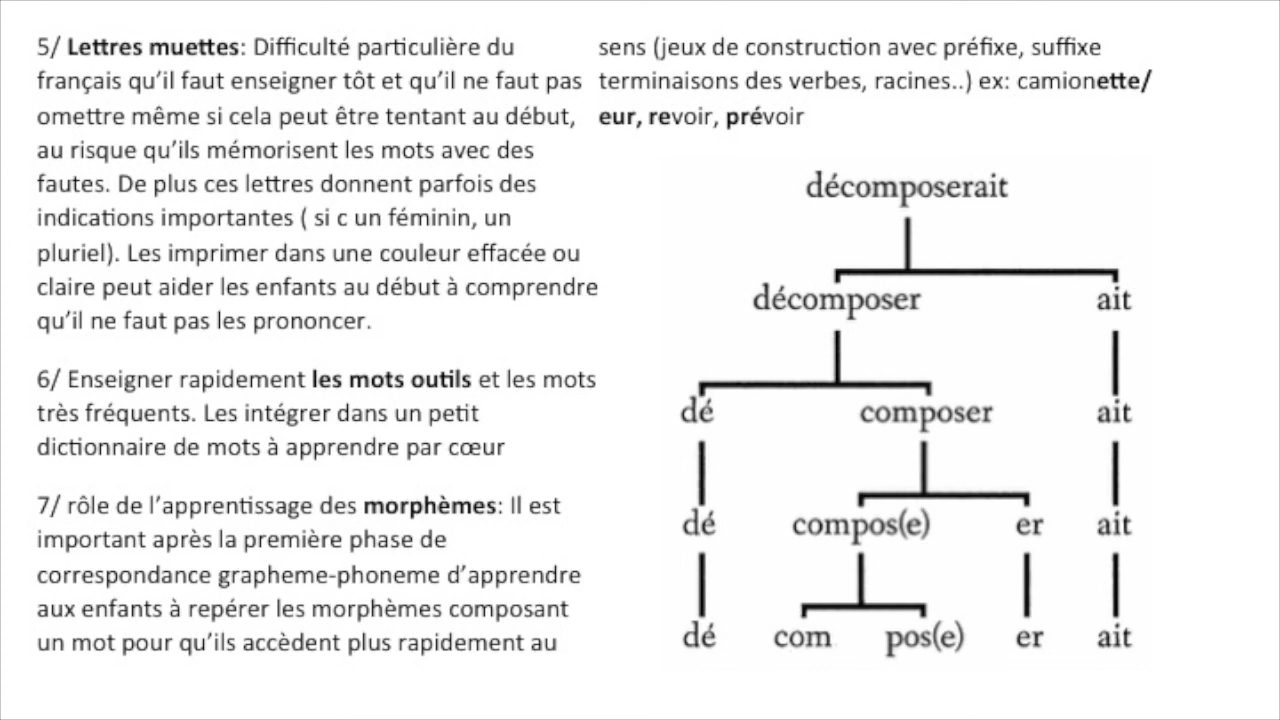 5/ Lettres muettes: Difficulté particulière du
français qu’il faut enseigner tôt et qu’il ne faut pas
omettre même si cela peut être tentant au début,
au risque qu’ils mémorisent les mots avec des
fautes. De plus ces lettres donnent parfois des
indications importantes ( si c un féminin, un
pluriel). Les imprimer dans une couleur effacée ou
claire peut aider les enfants au début à comprendre
qu’il ne faut pas les prononcer.
6/ Enseigner rapidement les mots outils et les mots
très fréquents. Les intégrer dans un petit
dictionnaire de mots à apprendre par cœur
7/ rôle de l’apprentissage des morphèmes: Il est
important après la première phase de
correspondance grapheme-phoneme d’apprendre
aux enfants à repérer les morphèmes composant
un mot pour qu’ils accèdent plus rapidement au
sens (jeux de construction avec préfixe, suffixe
terminaisons des verbes, racines..) ex: camionette/
eur, revoir, prévoir
décomposerait
décomposer ait
dé composer ait
dé compos(e) er ait
dé com pos(e) er ait